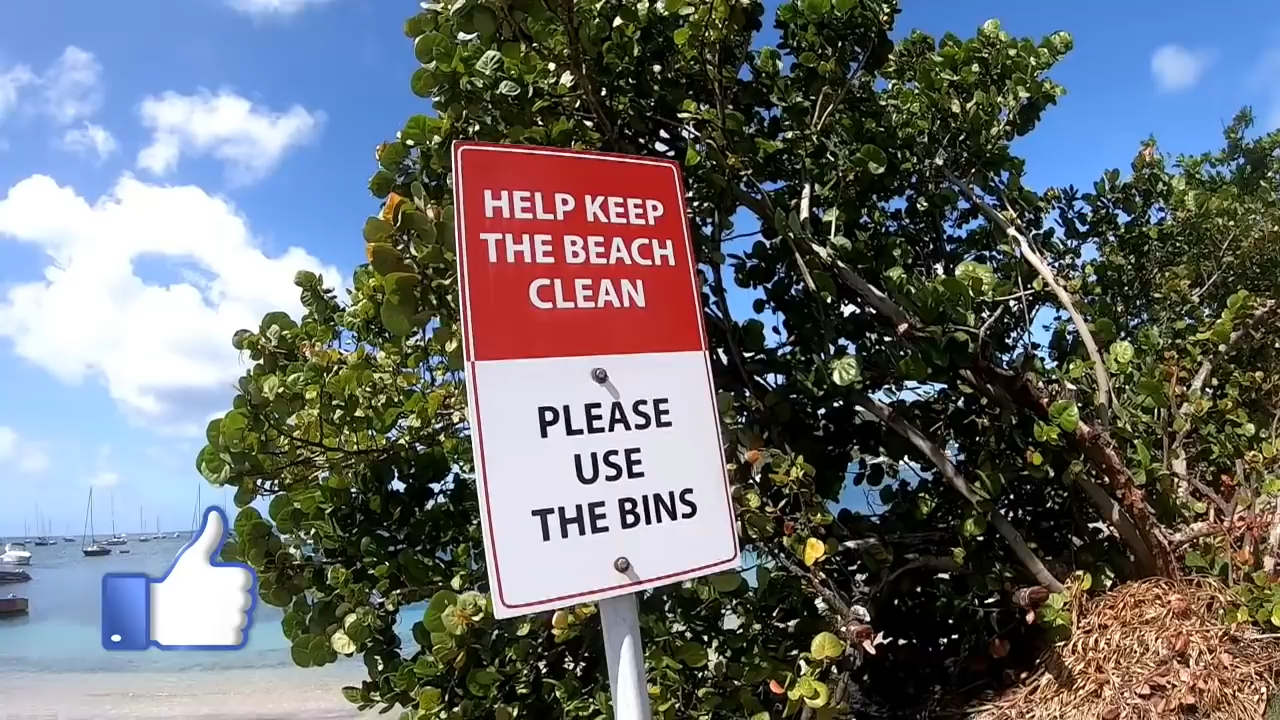 HELP KEEP
THE BEACH
CLEAN
PLEASE
USE
THE BINS